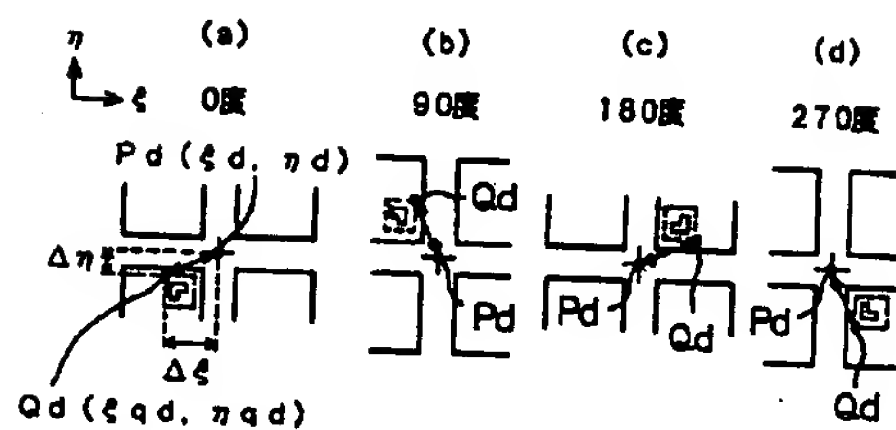 (a) (b) (c) (d)
η
ξ 0度 90度 180度 270度
Pd(ξd, ηd)
Qd
Δη
Pd
Pd
Qd
Pd
Δξ
Qd(ξqd, ηqd)
Qd